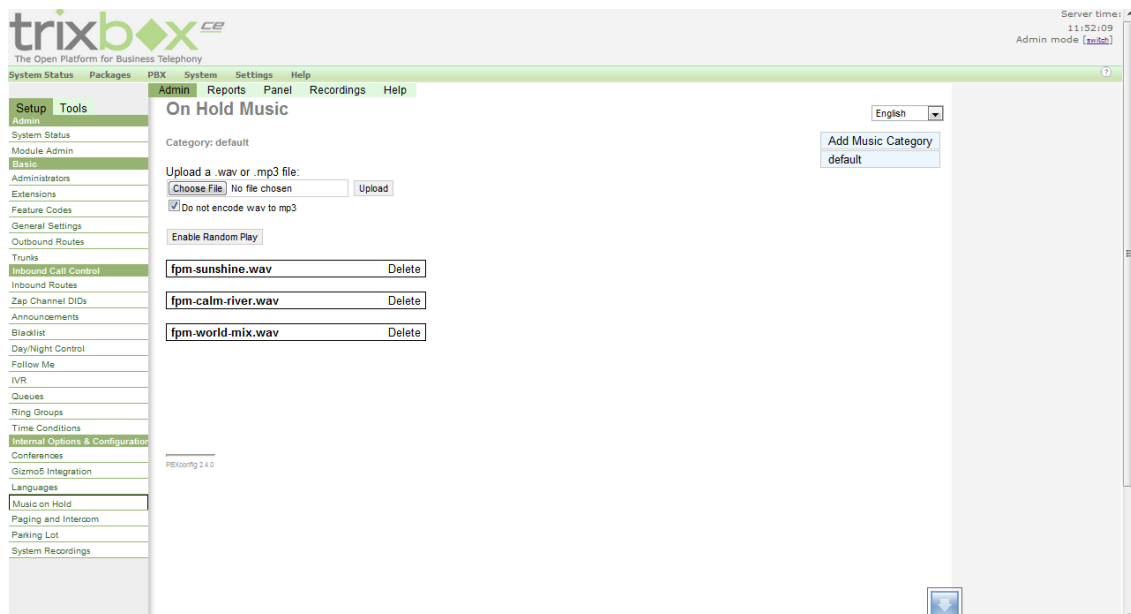 trixbox CE
The Open Platform for Business Telephony
Server time:
11:52:09
Admin mode [switch]
System Status Packages PBX System Settings Help
?
Admin Reports Panel Recordings Help
Setup Tools
Admin
System Status
Module Admin
Basic
Administrators
Extensions
Feature Codes
General Settings
Outbound Routes
Trunks
Inbound Call Control
Inbound Routes
Zap Channel DIDs
Announcements
Blacklist
Day/Night Control
Follow Me
IVR
Queues
Ring Groups
Time Conditions
Internal Options & Configuration
Conferences
Gizmo5 Integration
Languages
Music on Hold
Paging and Intercom
Parking Lot
System Recordings
On Hold Music
English
Category: default
Add Music Category
default
Upload a .wav or .mp3 file:
Choose File No file chosen Upload
Do not encode wav to mp3
Enable Random Play
fpm-sunshine.wav Delete
fpm-calm-river.wav Delete
fpm-world-mix.wav Delete
PBXconfig 2.4.0